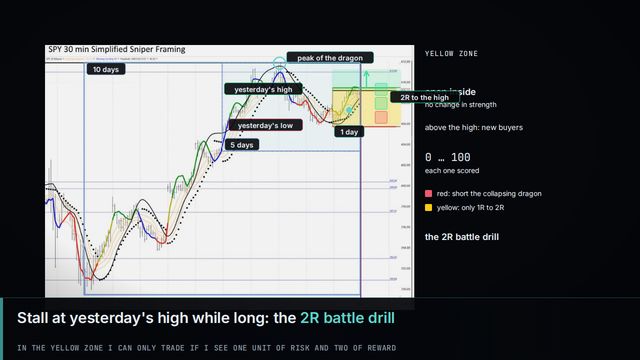 SPY 30 min Simplified Sniper Framing
YELLOW ZONE
peak of the dragon
10 days
yesterday's high
2R to the high
open inside
no change in strength
yesterday's low
above the high: new buyers
1 day
5 days
0 … 100
each one scored
red: short the collapsing dragon
yellow: only 1R to 2R
the 2R battle drill
Stall at yesterday's high while long: the 2R battle drill
IN THE YELLOW ZONE I CAN ONLY TRADE IF I SEE ONE UNIT OF RISK AND TWO OF REWARD